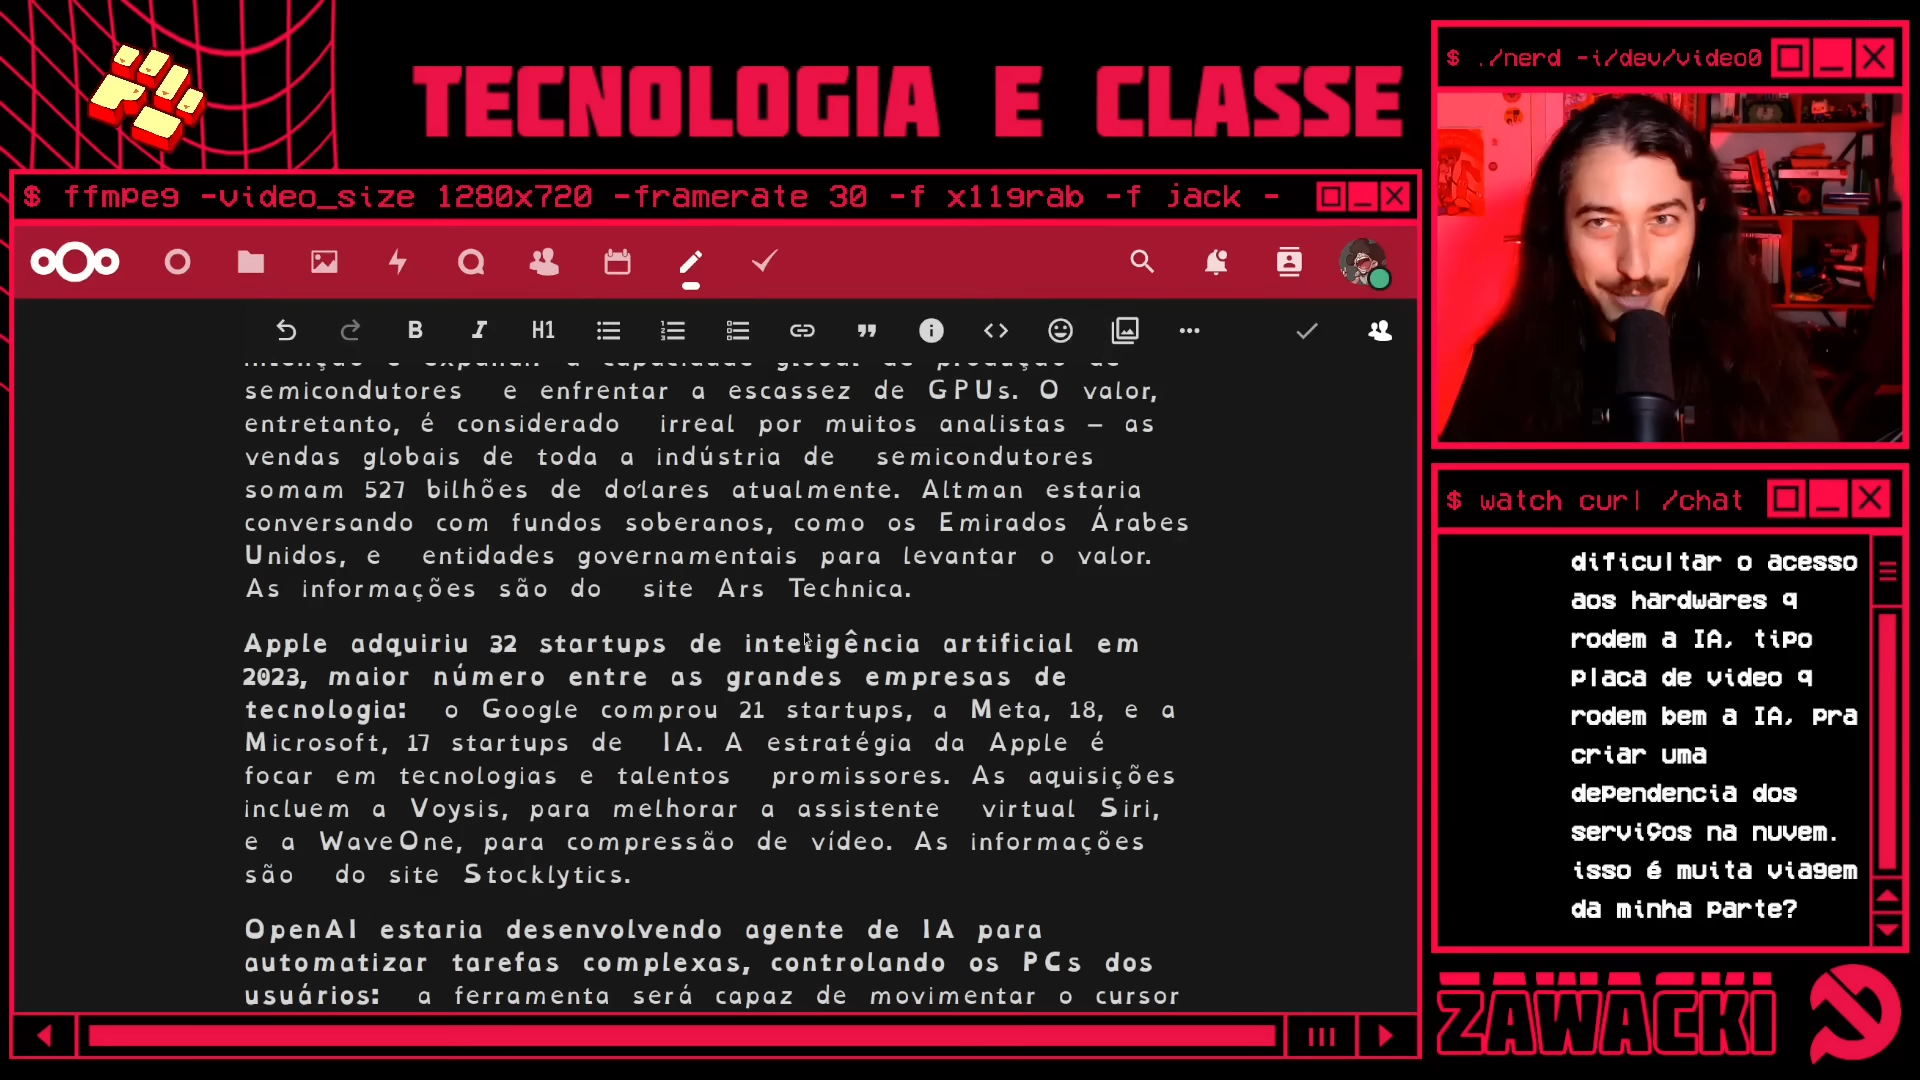 TECNOLOGIA E CLASSE
$ ./nerd -i/dev/video0
$ ffmpeg -video_size 1280x720 -framerate 30 -f x11grab -f jack -
B I H1
semicondutores e enfrentar a escassez de GPUs. O valor,
entretanto, é considerado irreal por muitos analistas – as
vendas globais de toda a indústria de semicondutores
somam 527 bilhões de dólares atualmente. Altman estaria
conversando com fundos soberanos, como os Emirados Árabes
Unidos, e entidades governamentais para levantar o valor.
As informações são do site Ars Technica.
Apple adquiriu 32 startups de inteligência artificial em
2023, maior número entre as grandes empresas de
tecnologia: o Google comprou 21 startups, a Meta, 18, e a
Microsoft, 17 startups de IA. A estratégia da Apple é
focar em tecnologias e talentos promissores. As aquisições
incluem a Voysis, para melhorar a assistente virtual Siri,
e a WaveOne, para compressão de vídeo. As informações
são do site Stocklytics.
OpenAI estaria desenvolvendo agente de IA para
automatizar tarefas complexas, controlando os PCs dos
usuários: a ferramenta será capaz de movimentar o cursor
$ watch curl /chat
dificultar o acesso
aos hardwares q
rodem a IA, tipo
placa de video q
rodem bem a IA, pra
criar uma
dependencia dos
serviços na nuvem.
isso é muita viagem
da minha parte?
ZAWACKI